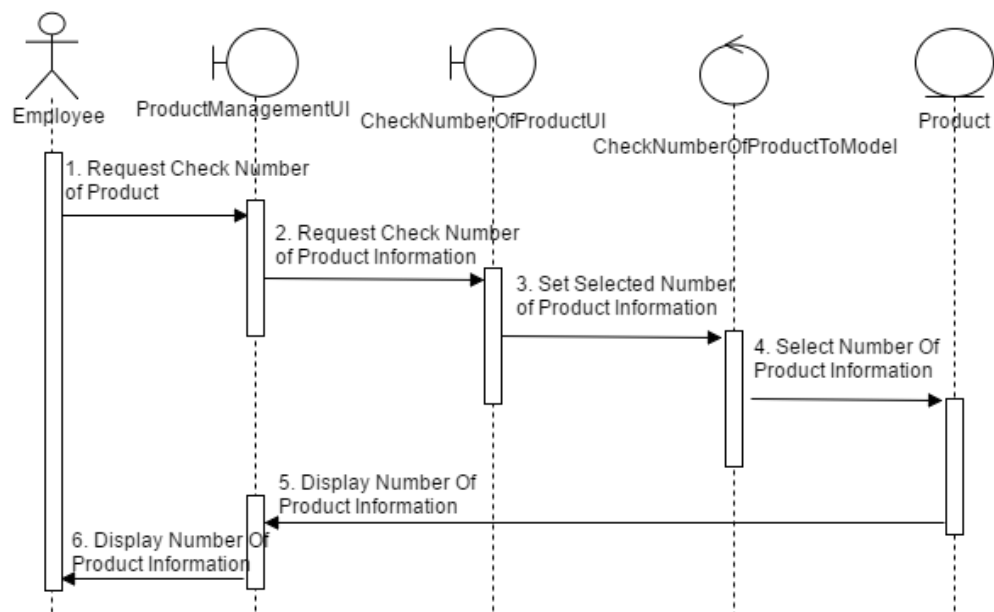 Employee
ProductManagementUI
CheckNumberOfProductUI
CheckNumberOfProductToModel
Product
1. Request Check Number
of Product
2. Request Check Number
of Product Information
3. Set Selected Number
of Product Information
4. Select Number Of
Product Information
5. Display Number Of
Product Information
6. Display Number Of
Product Information